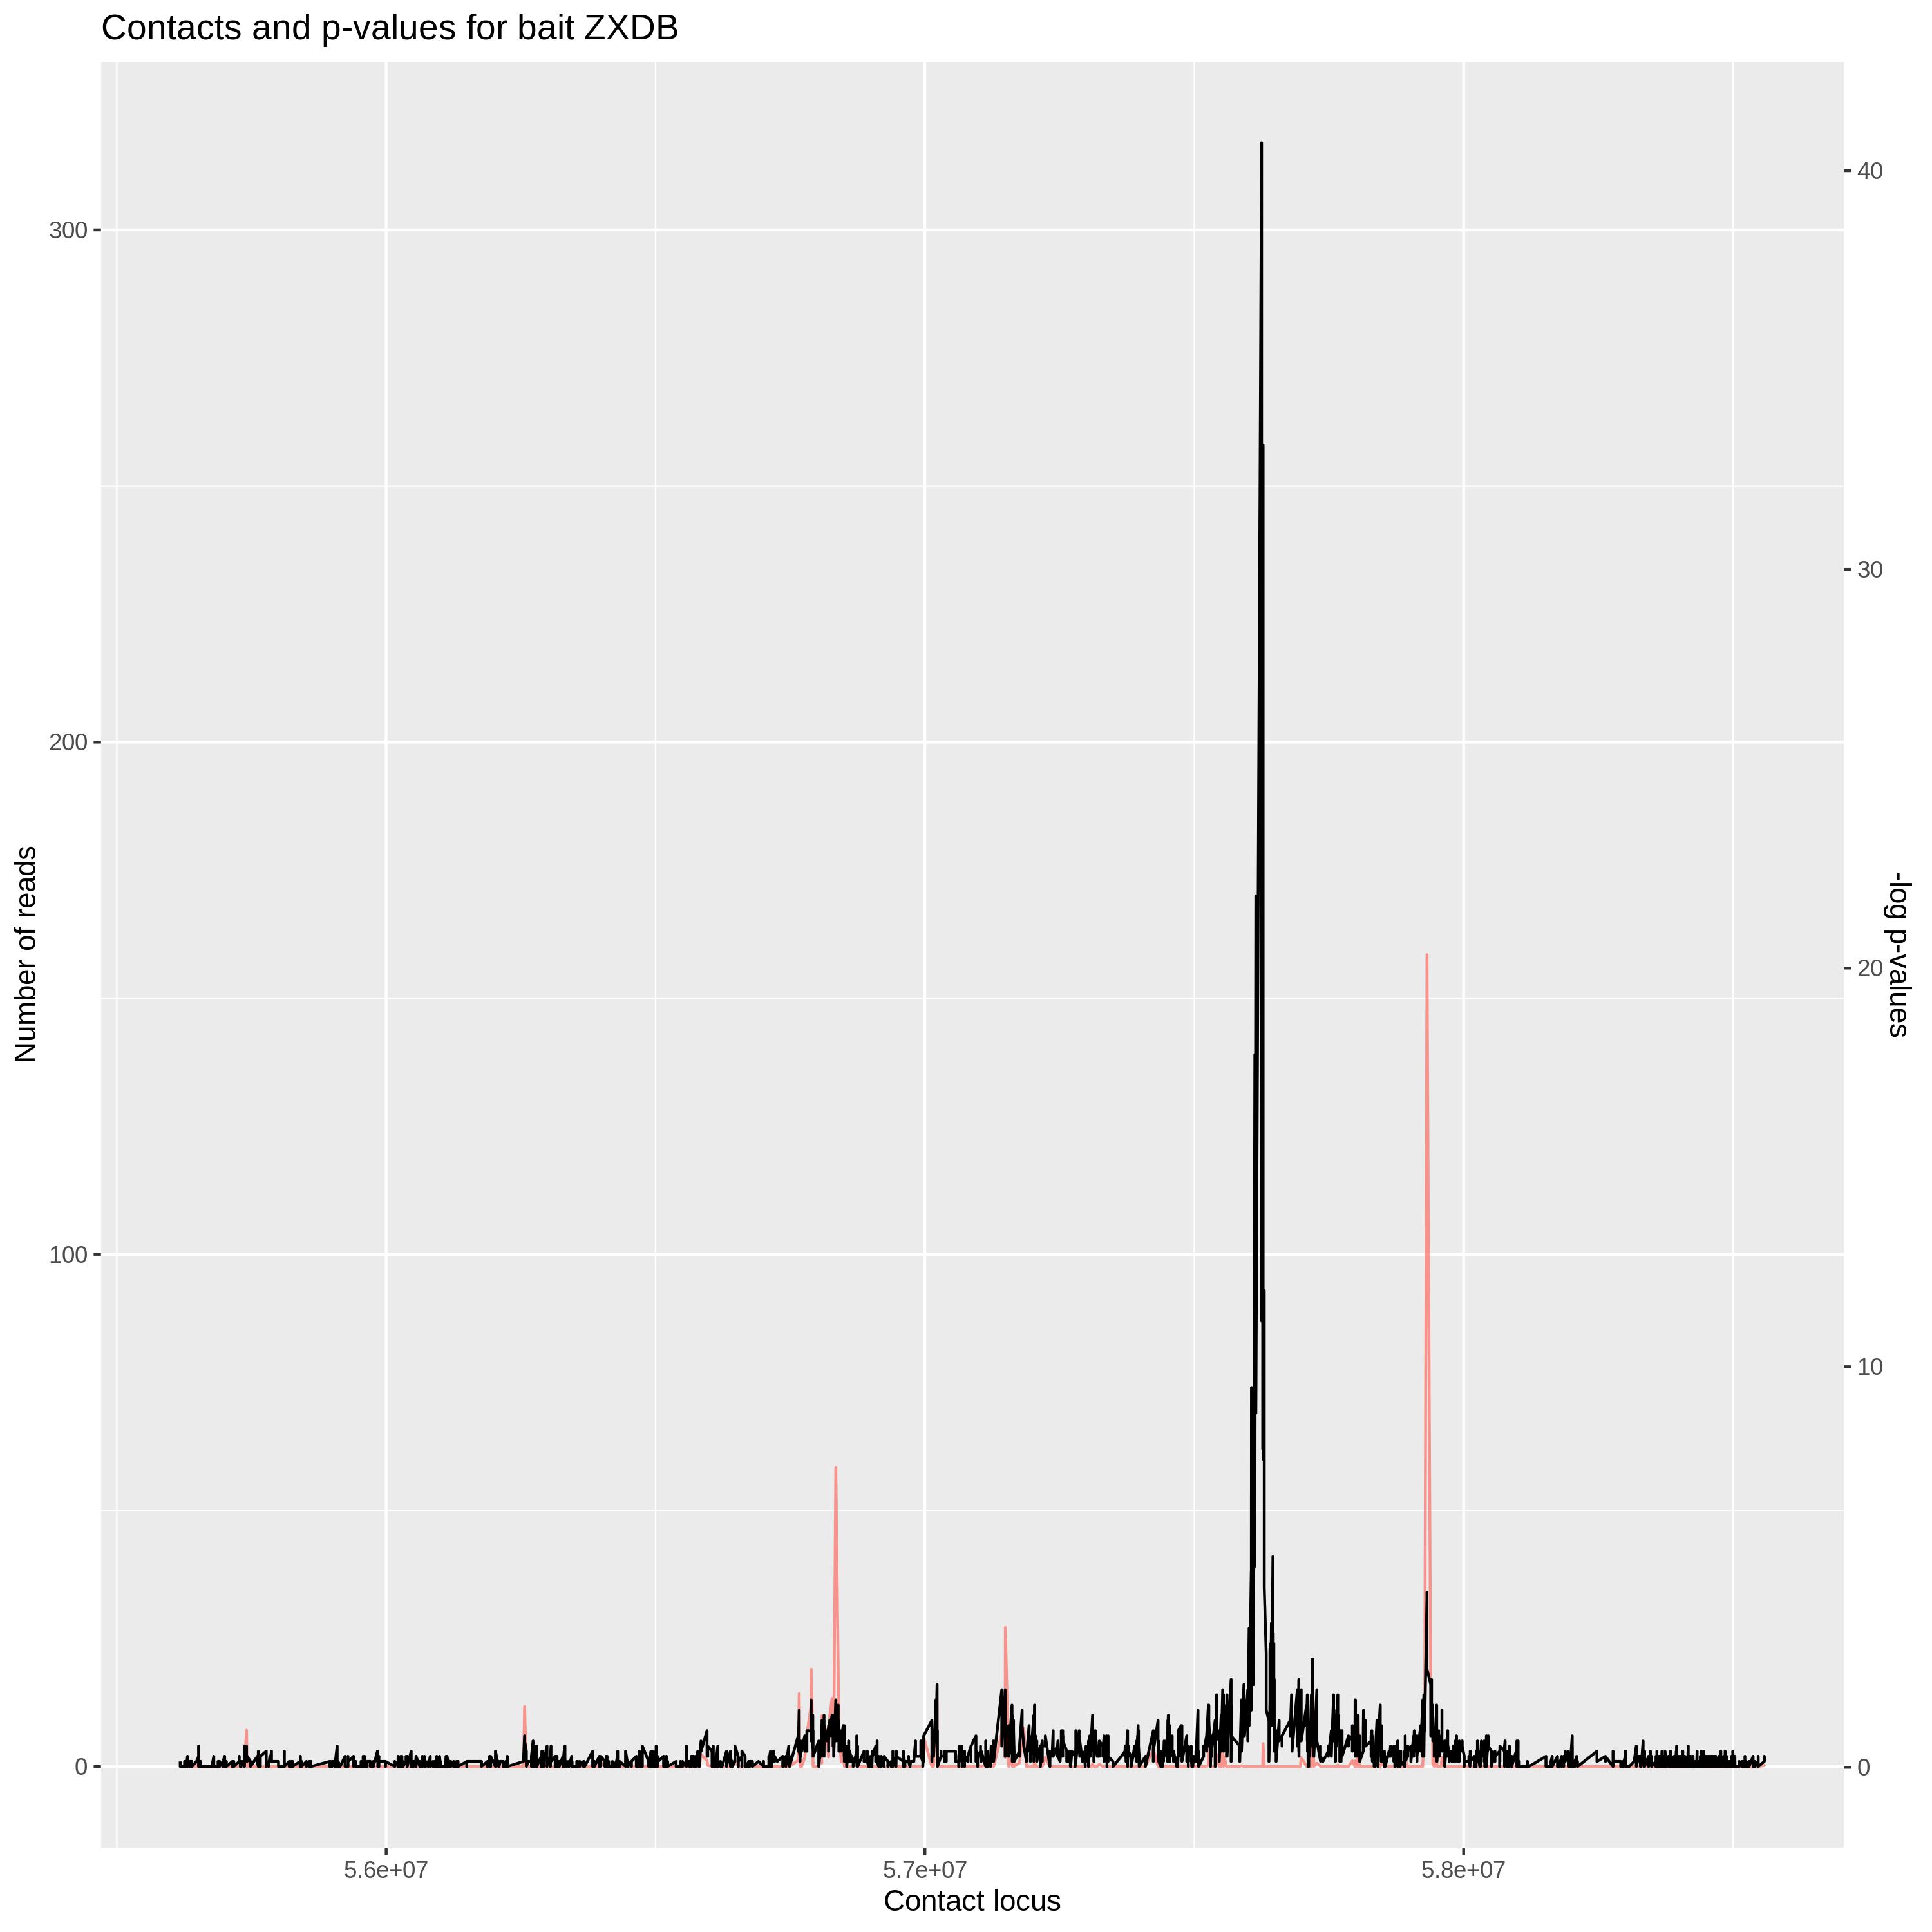 Contacts and p-values for bait ZXDB
300
200
100
0
40
30
20
10
0
Number of reads
-log p-values
5.6e+07 5.7e+07 5.8e+07
Contact locus